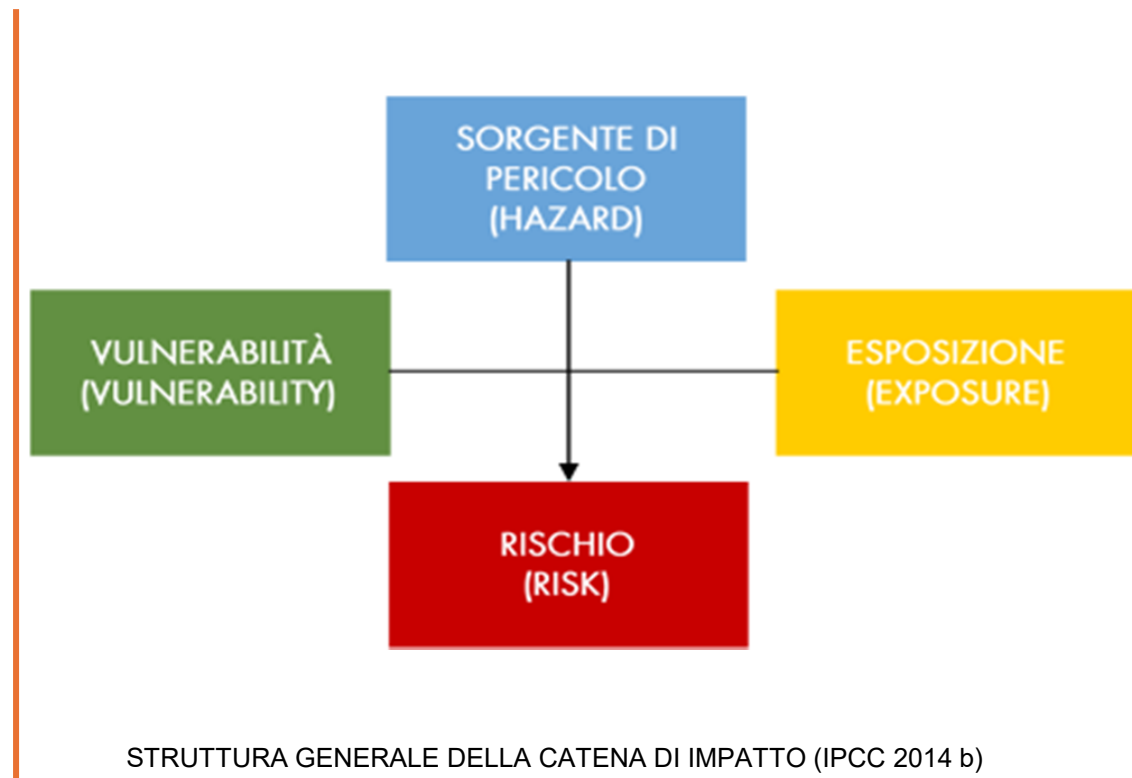 SORGENTE DI
PERICOLO
(HAZARD)
VULNERABILITÀ
(VULNERABILITY)
ESPOSIZIONE
(EXPOSURE)
RISCHIO
(RISK)
STRUTTURA GENERALE DELLA CATENA DI IMPATTO (IPCC 2014 b)